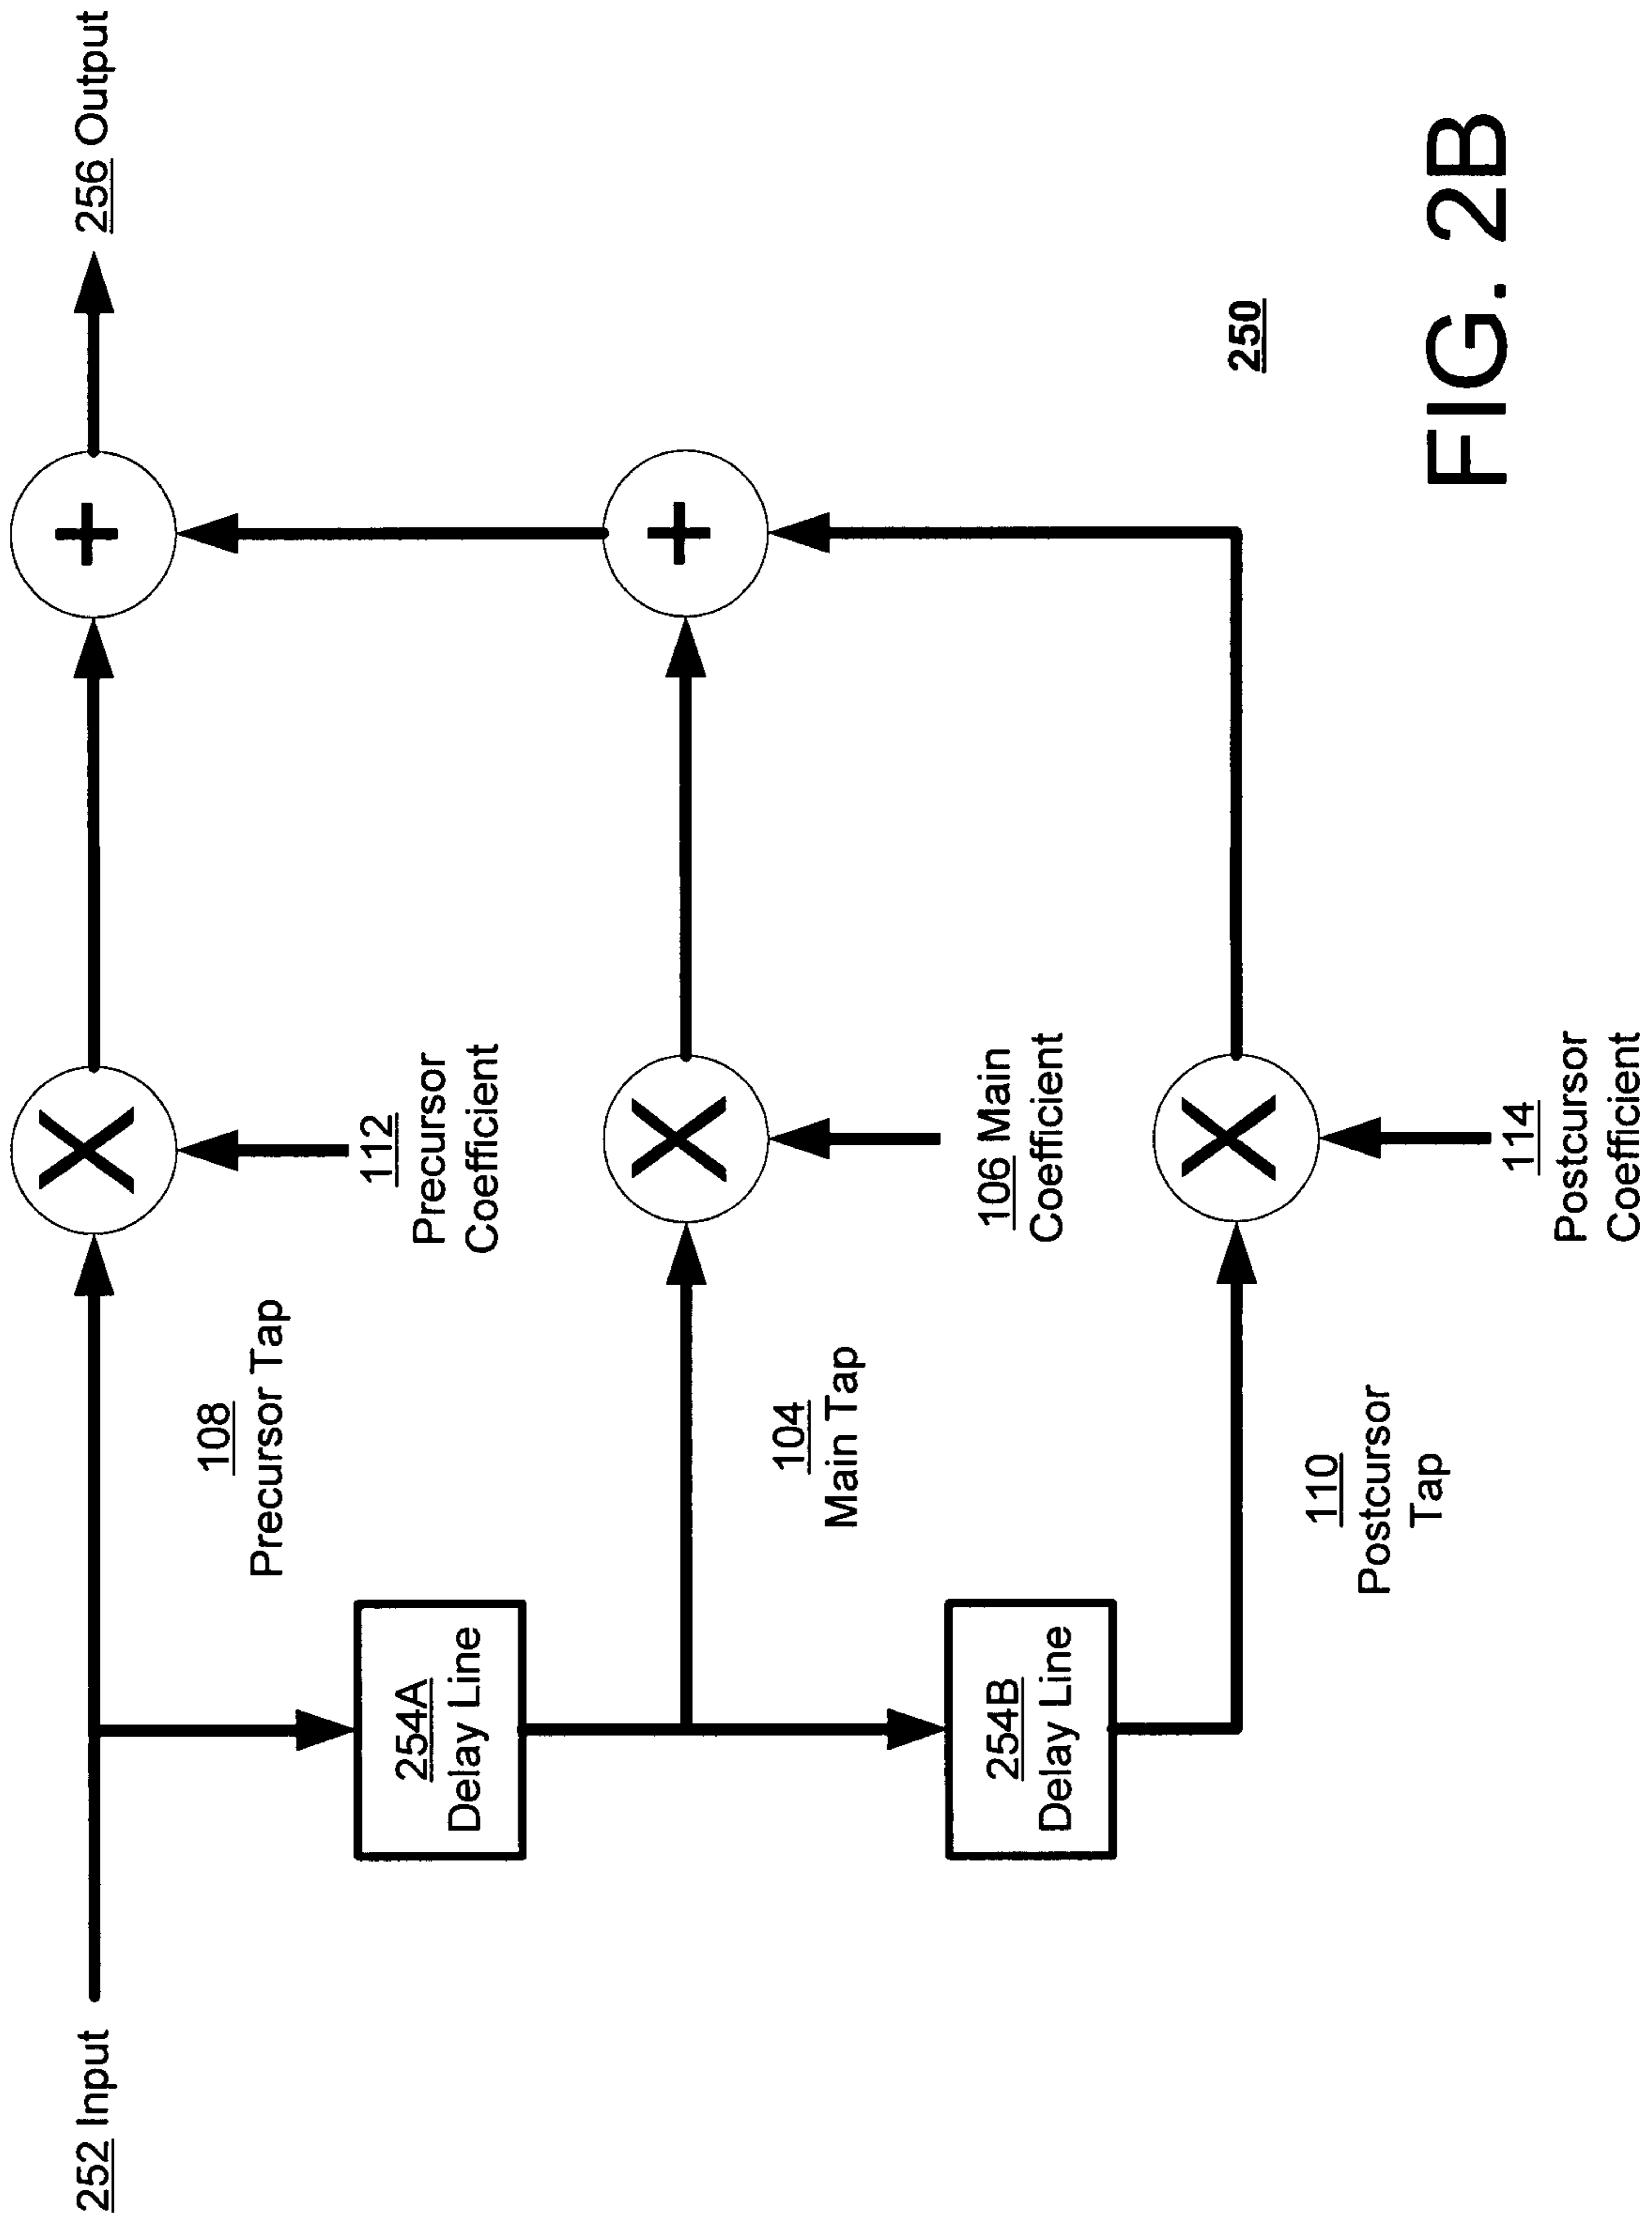 252 Input
256 Output
108
Precursor Tap
112
Precursor
Coefficient
254A
Delay Line
104
Main Tap
106 Main
Coefficient
254B
Delay Line
110
Postcursor
Tap
114
Postcursor
Coefficient
X
+
X
+
X
250
FIG. 2B